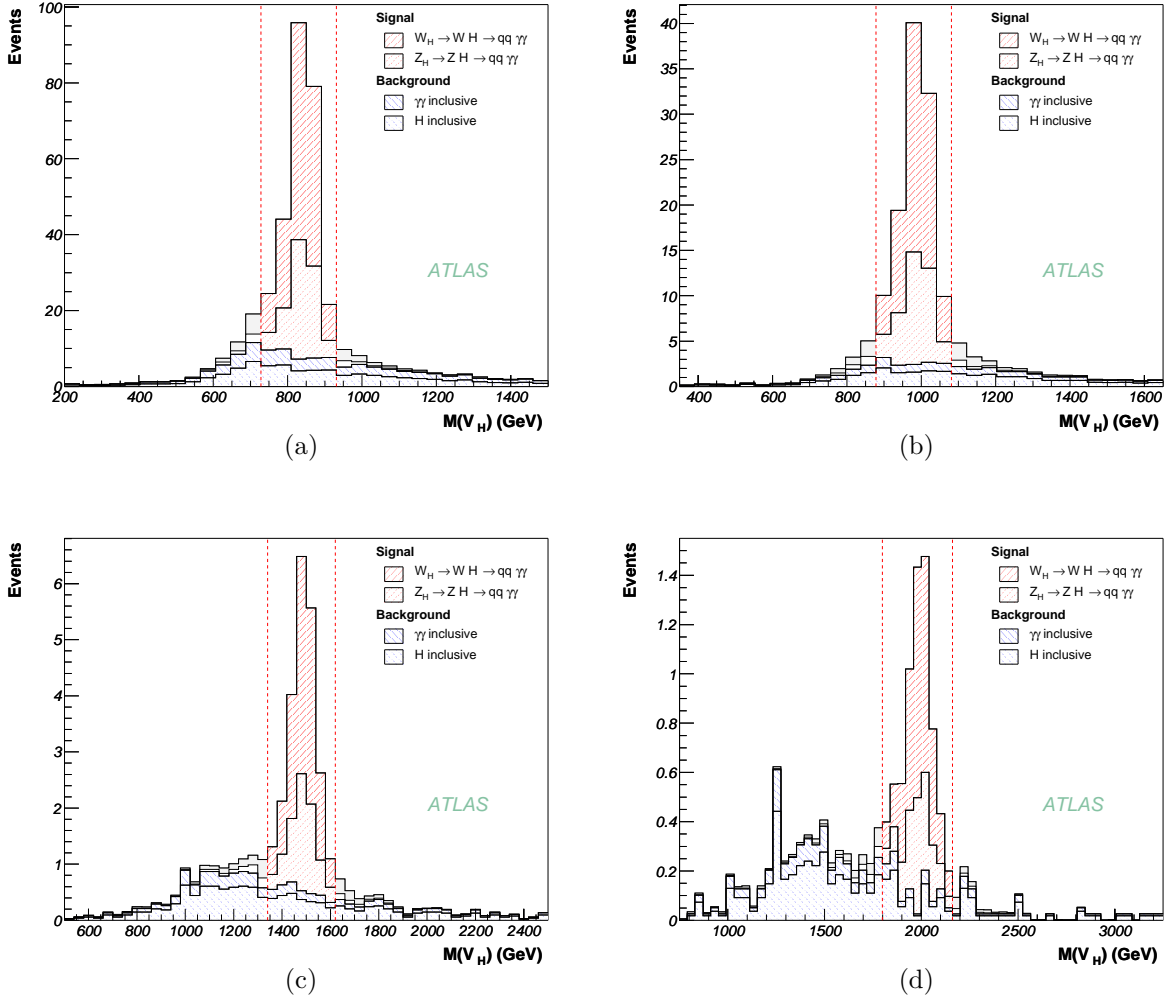 Events
100
80
60
40
20
0
200 400 600 800 1000 1200 1400
M(V_H) (GeV)
Signal
W_H → W H → qq γγ
Z_H → Z H → qq γγ
Background
γγ inclusive
H inclusive
ATLAS
(a)
Events
40
35
30
25
20
15
10
5
0
400 600 800 1000 1200 1400 1600
M(V_H) (GeV)
Signal
W_H → W H → qq γγ
Z_H → Z H → qq γγ
Background
γγ inclusive
H inclusive
ATLAS
(b)
Events
6
5
4
3
2
1
0
600 800 1000 1200 1400 1600 1800 2000 2200 2400
M(V_H) (GeV)
Signal
W_H → W H → qq γγ
Z_H → Z H → qq γγ
Background
γγ inclusive
H inclusive
ATLAS
(c)
Events
1.4
1.2
1
0.8
0.6
0.4
0.2
0
1000 1500 2000 2500 3000
M(V_H) (GeV)
Signal
W_H → W H → qq γγ
Z_H → Z H → qq γγ
Background
γγ inclusive
H inclusive
ATLAS
(d)